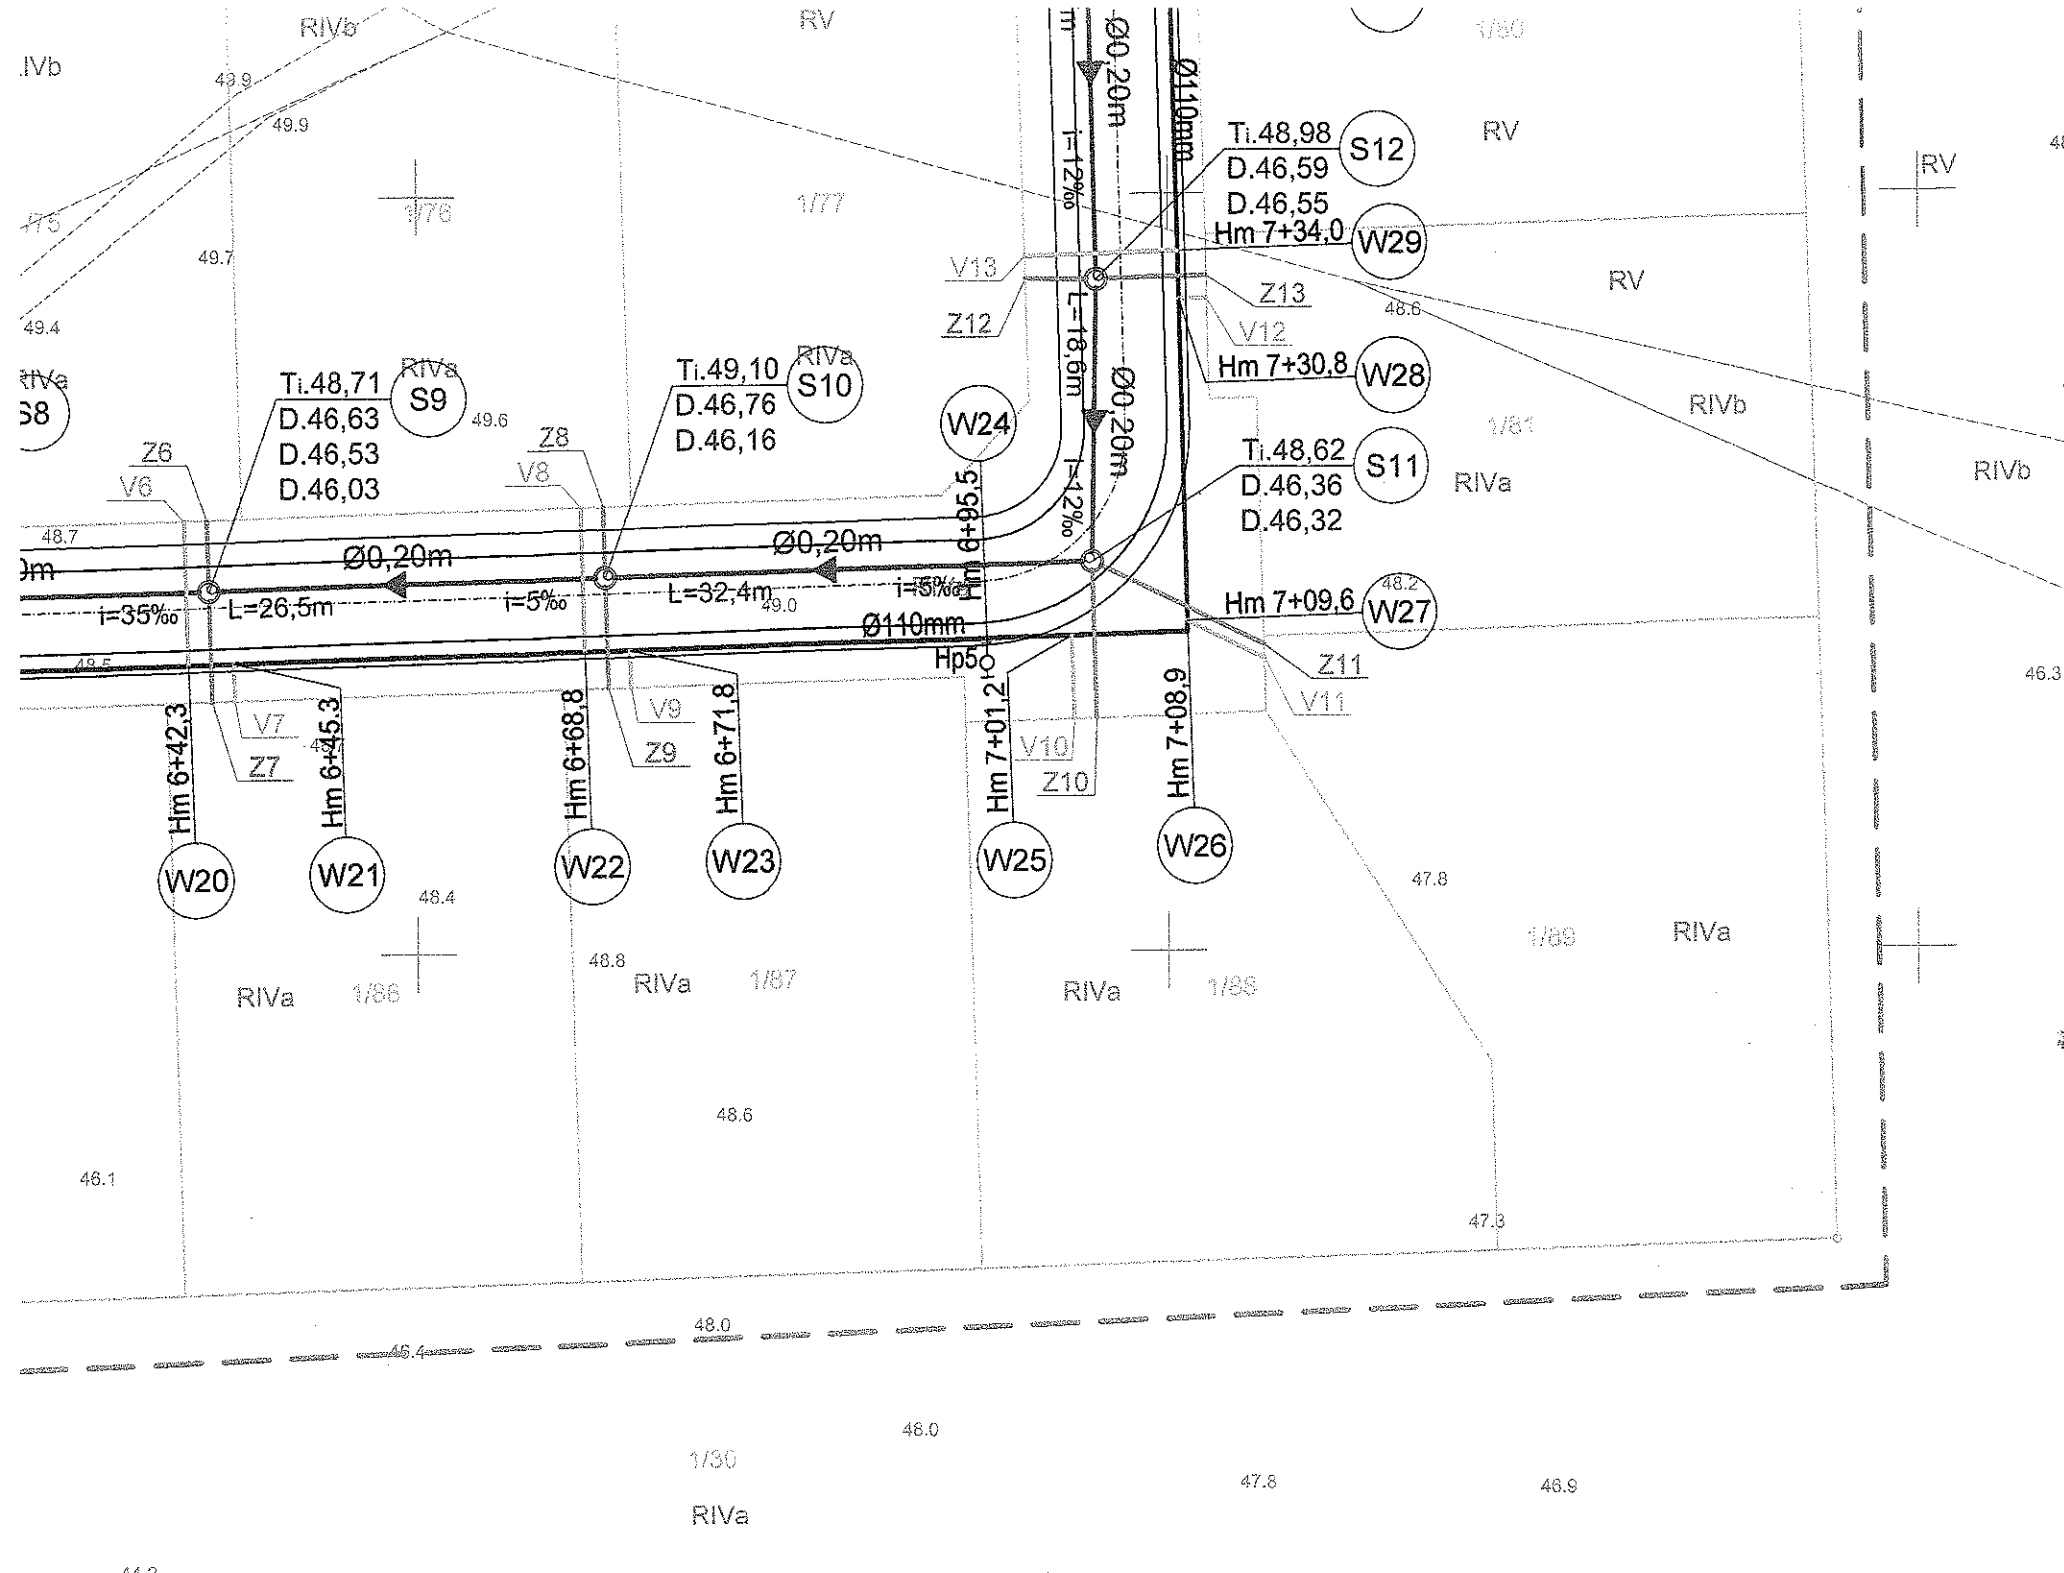 RIVb
RV
1/80
.IVb
49.9
49.9
Ø0,20m
Ø110mm
i=12‰
Ti.48,98
D.46,59
D.46,55
S12
RV
RV
1/76
1/77
49.7
Hm 7+34,0
W29
V13
Z13
RV
Z12
V12
48.6
49.4
L=18,6m
Hm 7+30,8
W28
RIVa
RIVa
Ti.48,71
D.46,63
D.46,53
D.46,03
S9
49.6
Ti.49,10
D.46,76
D.46,16
S10
W24
Ø0,20m
RIVb
1/81
Z6
V6
Z8
V8
Hm 6+95,5
i=12‰
Ti.48,62
D.46,36
D.46,32
S11
RIVa
RIVb
48.7
Ø0,20m
Ø0,20m
i=35‰
L=26,5m
i=5‰
L=32,4m
49.0
i=5‰
48.2
Hm 7+09,6
W27
Ø110mm
48.5
Hp5
Z11
V11
46.3
V7
Z7
V9
Z9
V10
Z10
Hm 6+42,3
Hm 6+45,3
Hm 6+68,8
Hm 6+71,8
Hm 7+01,2
Hm 7+08,9
W20
W21
W22
W23
W25
W26
48.4
47.8
48.8
RIVa
1/86
RIVa
1/87
RIVa
1/88
1/89
RIVa
48.6
46.1
47.3
48.0
46.4
48.0
1/30
RIVa
47.8
46.9